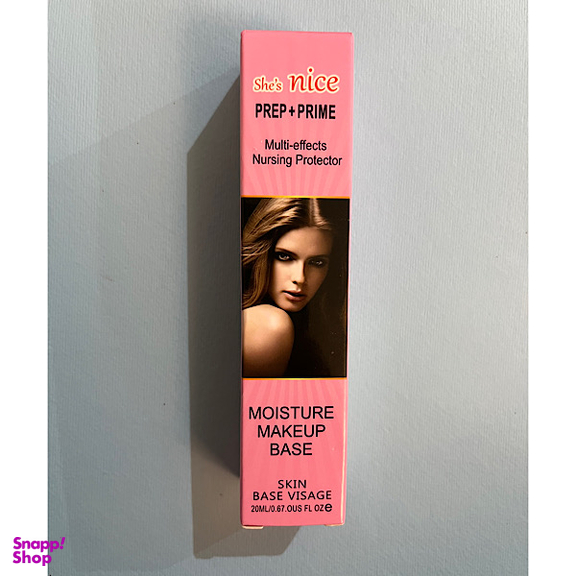 She's nice
PREP+PRIME
Multi-effects
Nursing Protector
MOISTURE
MAKEUP
BASE
SKIN
BASE VISAGE
20ML/0.67.OUS FL OZe
Snapp!
Shop